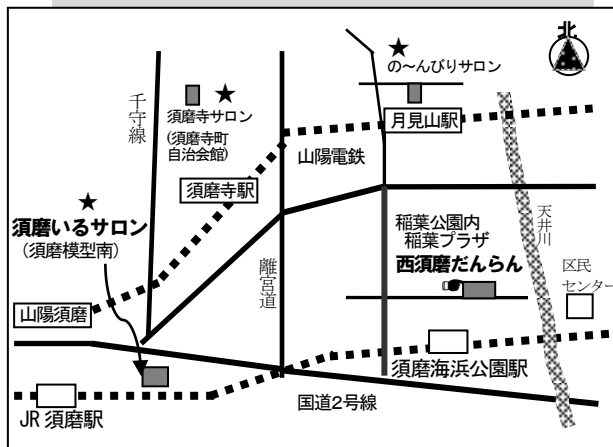 北
★
の〜んびりサロン
千守線
★
須磨寺サロン
(須磨寺町
自治会館)
月見山駅
山陽電鉄
須磨寺駅
★
須磨いるサロン
(須磨模型南)
稲葉公園内
稲葉プラザ
西須磨だんらん
天井川
区民
センター
離宮道
山陽須磨
須磨海浜公園駅
国道2号線
JR 須磨駅